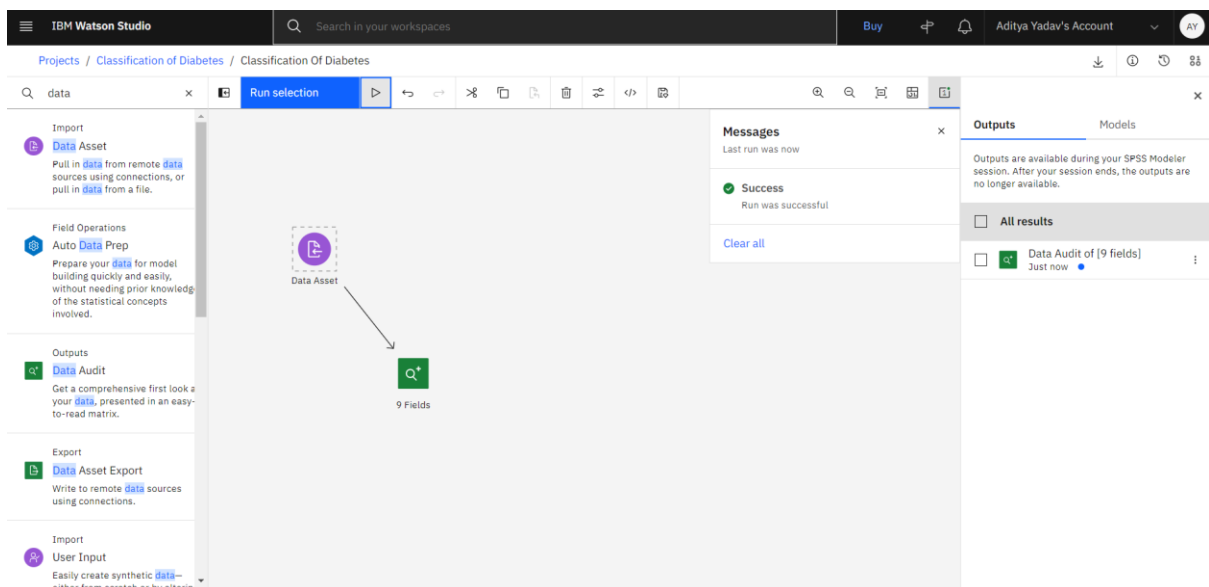 IBM Watson Studio
Search in your workspaces
Buy
Aditya Yadav's Account
AY
Projects / Classification of Diabetes / Classification Of Diabetes
data
Run selection
Import
Data Asset
Pull in data from remote data
sources using connections, or
pull in data from a file.
Field Operations
Auto Data Prep
Prepare your data for model
building quickly and easily,
without needing prior knowledg
of the statistical concepts
involved.
Outputs
Data Audit
Get a comprehensive first look a
your data, presented in an easy-
to-read matrix.
Export
Data Asset Export
Write to remote data sources
using connections.
Import
User Input
Easily create synthetic data—
either from scratch or by altering
Data Asset
9 Fields
Messages
Last run was now
Success
Run was successful
Clear all
Outputs
Models
Outputs are available during your SPSS Modeler
session. After your session ends, the outputs are
no longer available.
All results
Data Audit of [9 fields]
Just now